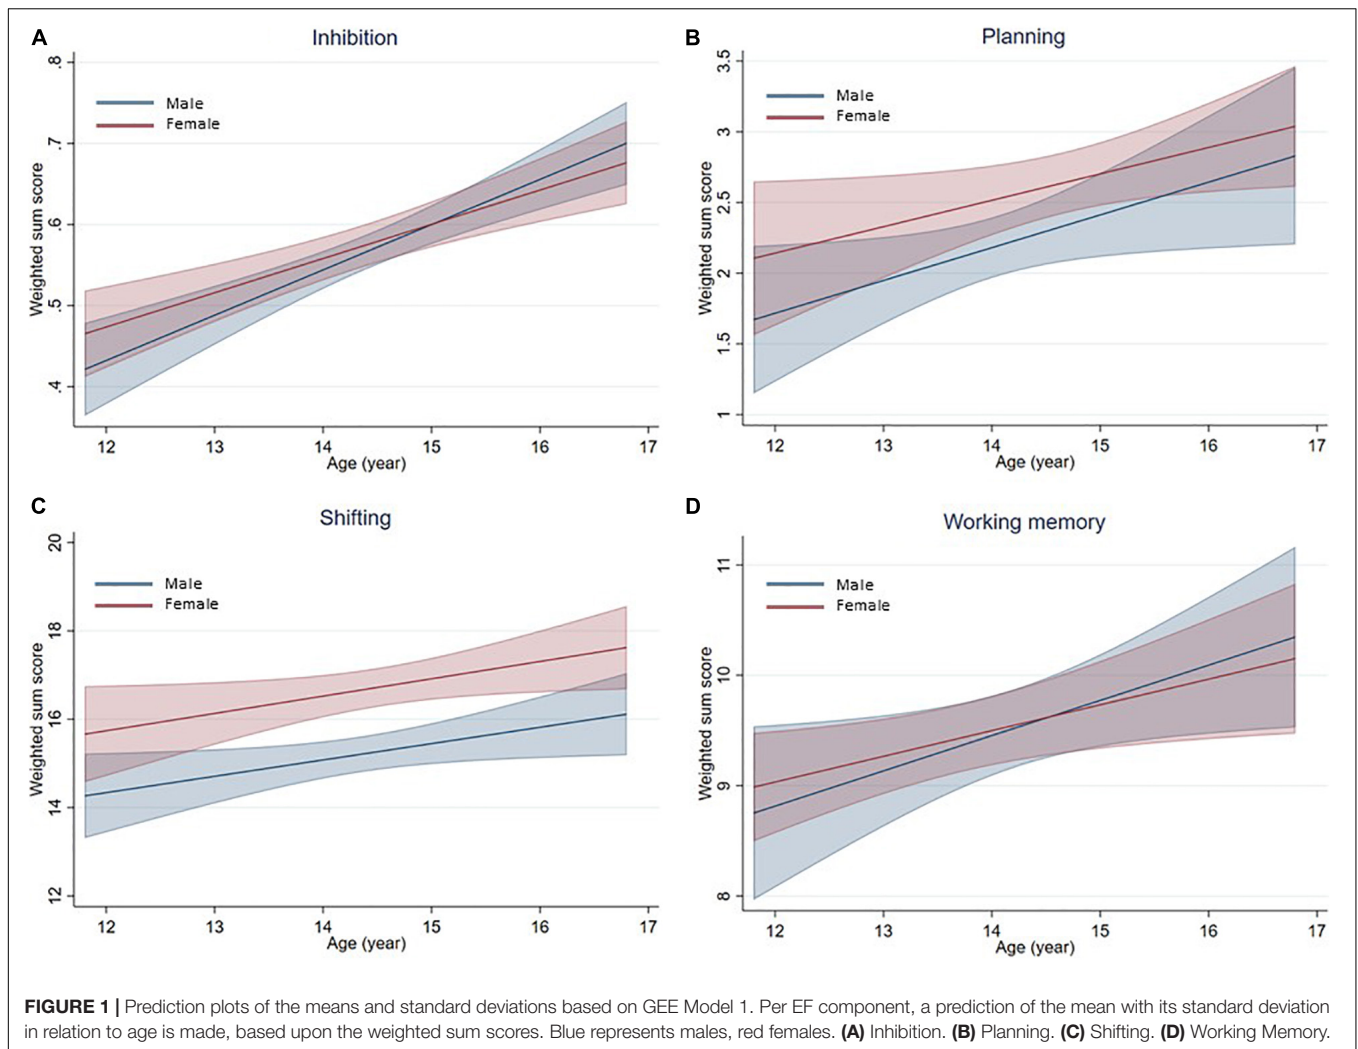 A
Inhibition
Male
Female
Weighted sum score
.8
.7
.6
.5
.4
12 13 14 15 16 17
Age (year)
B
Planning
Male
Female
Weighted sum score
3.5
3
2.5
2
1.5
1
12 13 14 15 16 17
Age (year)
C
Shifting
Male
Female
Weighted sum score
20
18
16
14
12
12 13 14 15 16 17
Age (year)
D
Working memory
Male
Female
Weighted sum score
11
10
9
8
12 13 14 15 16 17
Age (year)
FIGURE 1 | Prediction plots of the means and standard deviations based on GEE Model 1. Per EF component, a prediction of the mean with its standard deviation
in relation to age is made, based upon the weighted sum scores. Blue represents males, red females. (A) Inhibition. (B) Planning. (C) Shifting. (D) Working Memory.